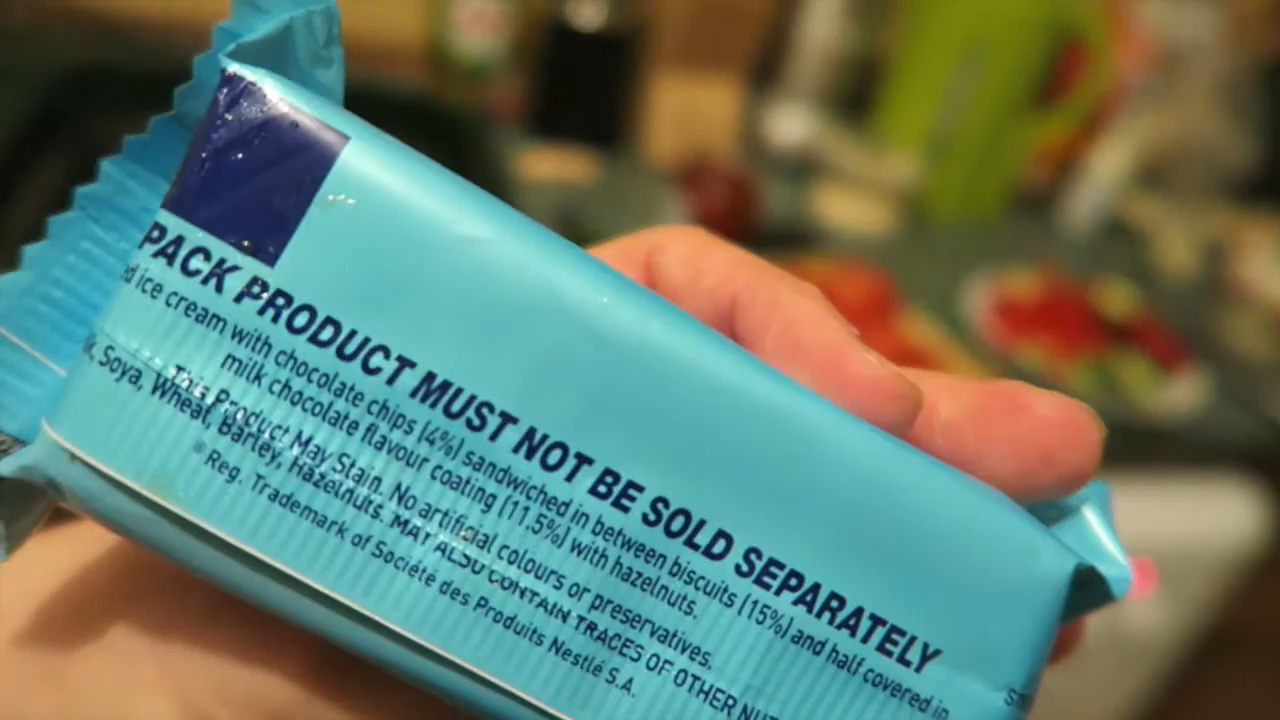 PACK PRODUCT MUST NOT BE SOLD SEPARATELY
ice cream with chocolate chips (4%) sandwiched in between biscuits (15%) and half covered in
milk chocolate flavour coating (11.5%) with hazelnuts.
This Product May Stain. No artificial colours or preservatives.
Soya, Wheat, Barley, Hazelnuts. MAY ALSO CONTAIN TRACES OF OTHER
®Reg. Trademark of Société des Produits Nestlé S.A.